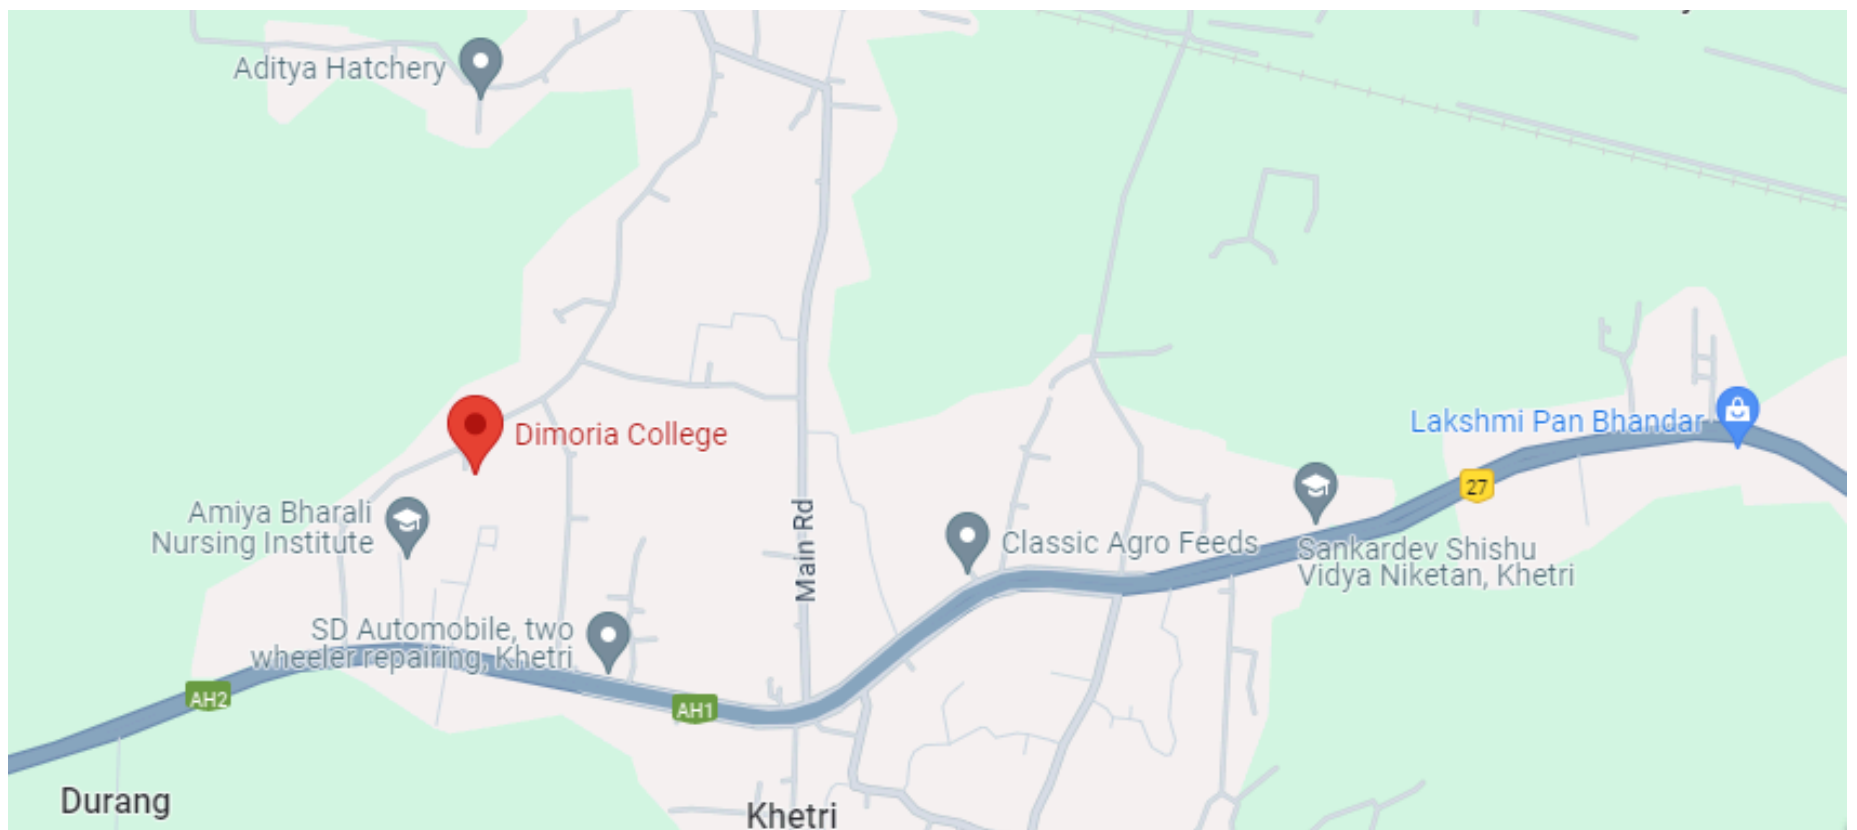 Aditya Hatchery
Dimoria College
Lakshmi Pan Bhandar
27
Amiya Bharali
Nursing Institute
Main Rd
Classic Agro Feeds
Sankardev Shishu
Vidya Niketan, Khetri
SD Automobile, two
wheeler repairing, Khetri
AH2
AH1
Durang
Khetri